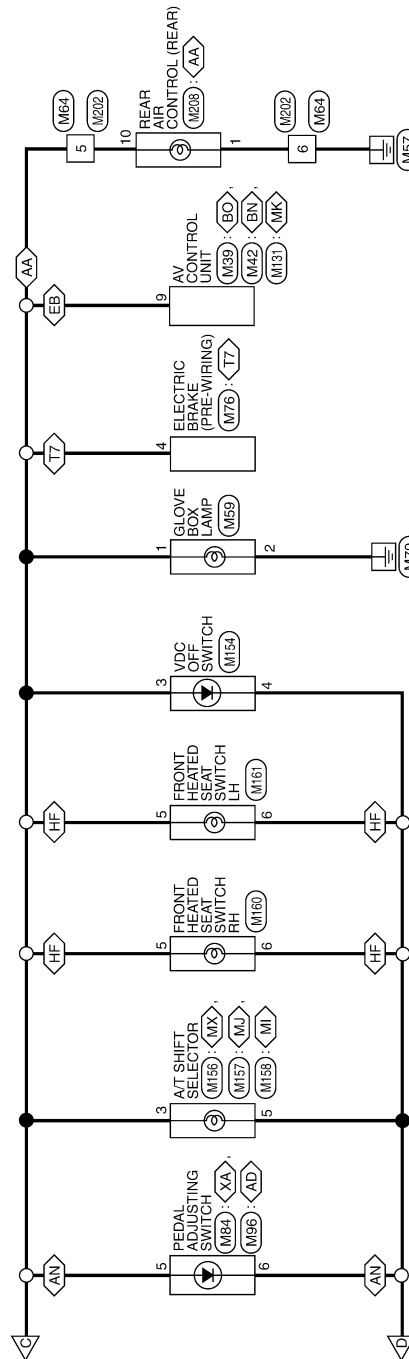 C
AN
5
PEDAL
ADJUSTING
SWITCH
M84 : XA,
M96 : AD
6
AN
D
3
A/T SHIFT
SELECTOR
M156 : MX,
M157 : MJ,
M158 : MI
5
HF
5
FRONT
HEATED
SEAT
SWITCH
RH
M160
6
HF
HF
5
FRONT
HEATED
SEAT
SWITCH
LH
M161
6
HF
3
VDC
OFF
SWITCH
M154
4
1
GLOVE
BOX
LAMP
M59
2
T7
4
ELECTRIC
BRAKE
(PRE-WIRING)
M76 : T7
EB
9
AV
CONTROL
UNIT
M39 : BO,
M42 : BN,
M131 : MK
AA
5
M64
M202
10
REAR
AIR
CONTROL (REAR)
M208 : AA
1
6
M202
M64
M57